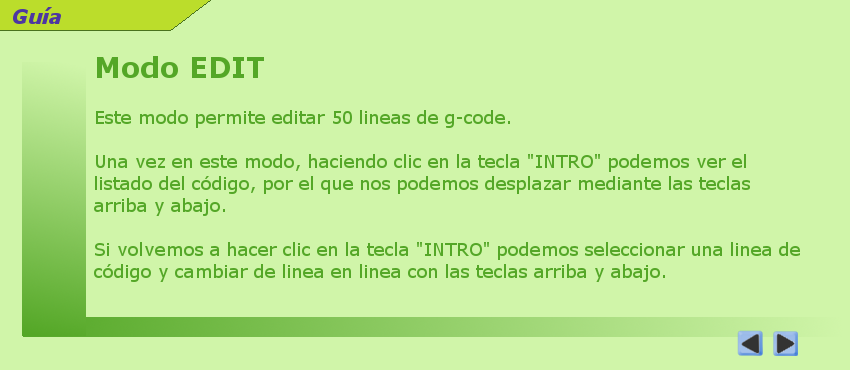 Guía
Modo EDIT
Este modo permite editar 50 lineas de g-code.
Una vez en este modo, haciendo clic en la tecla "INTRO" podemos ver el
listado del código, por el que nos podemos desplazar mediante las teclas
arriba y abajo.
Si volvemos a hacer clic en la tecla "INTRO" podemos seleccionar una linea de
código y cambiar de linea en linea con las teclas arriba y abajo.